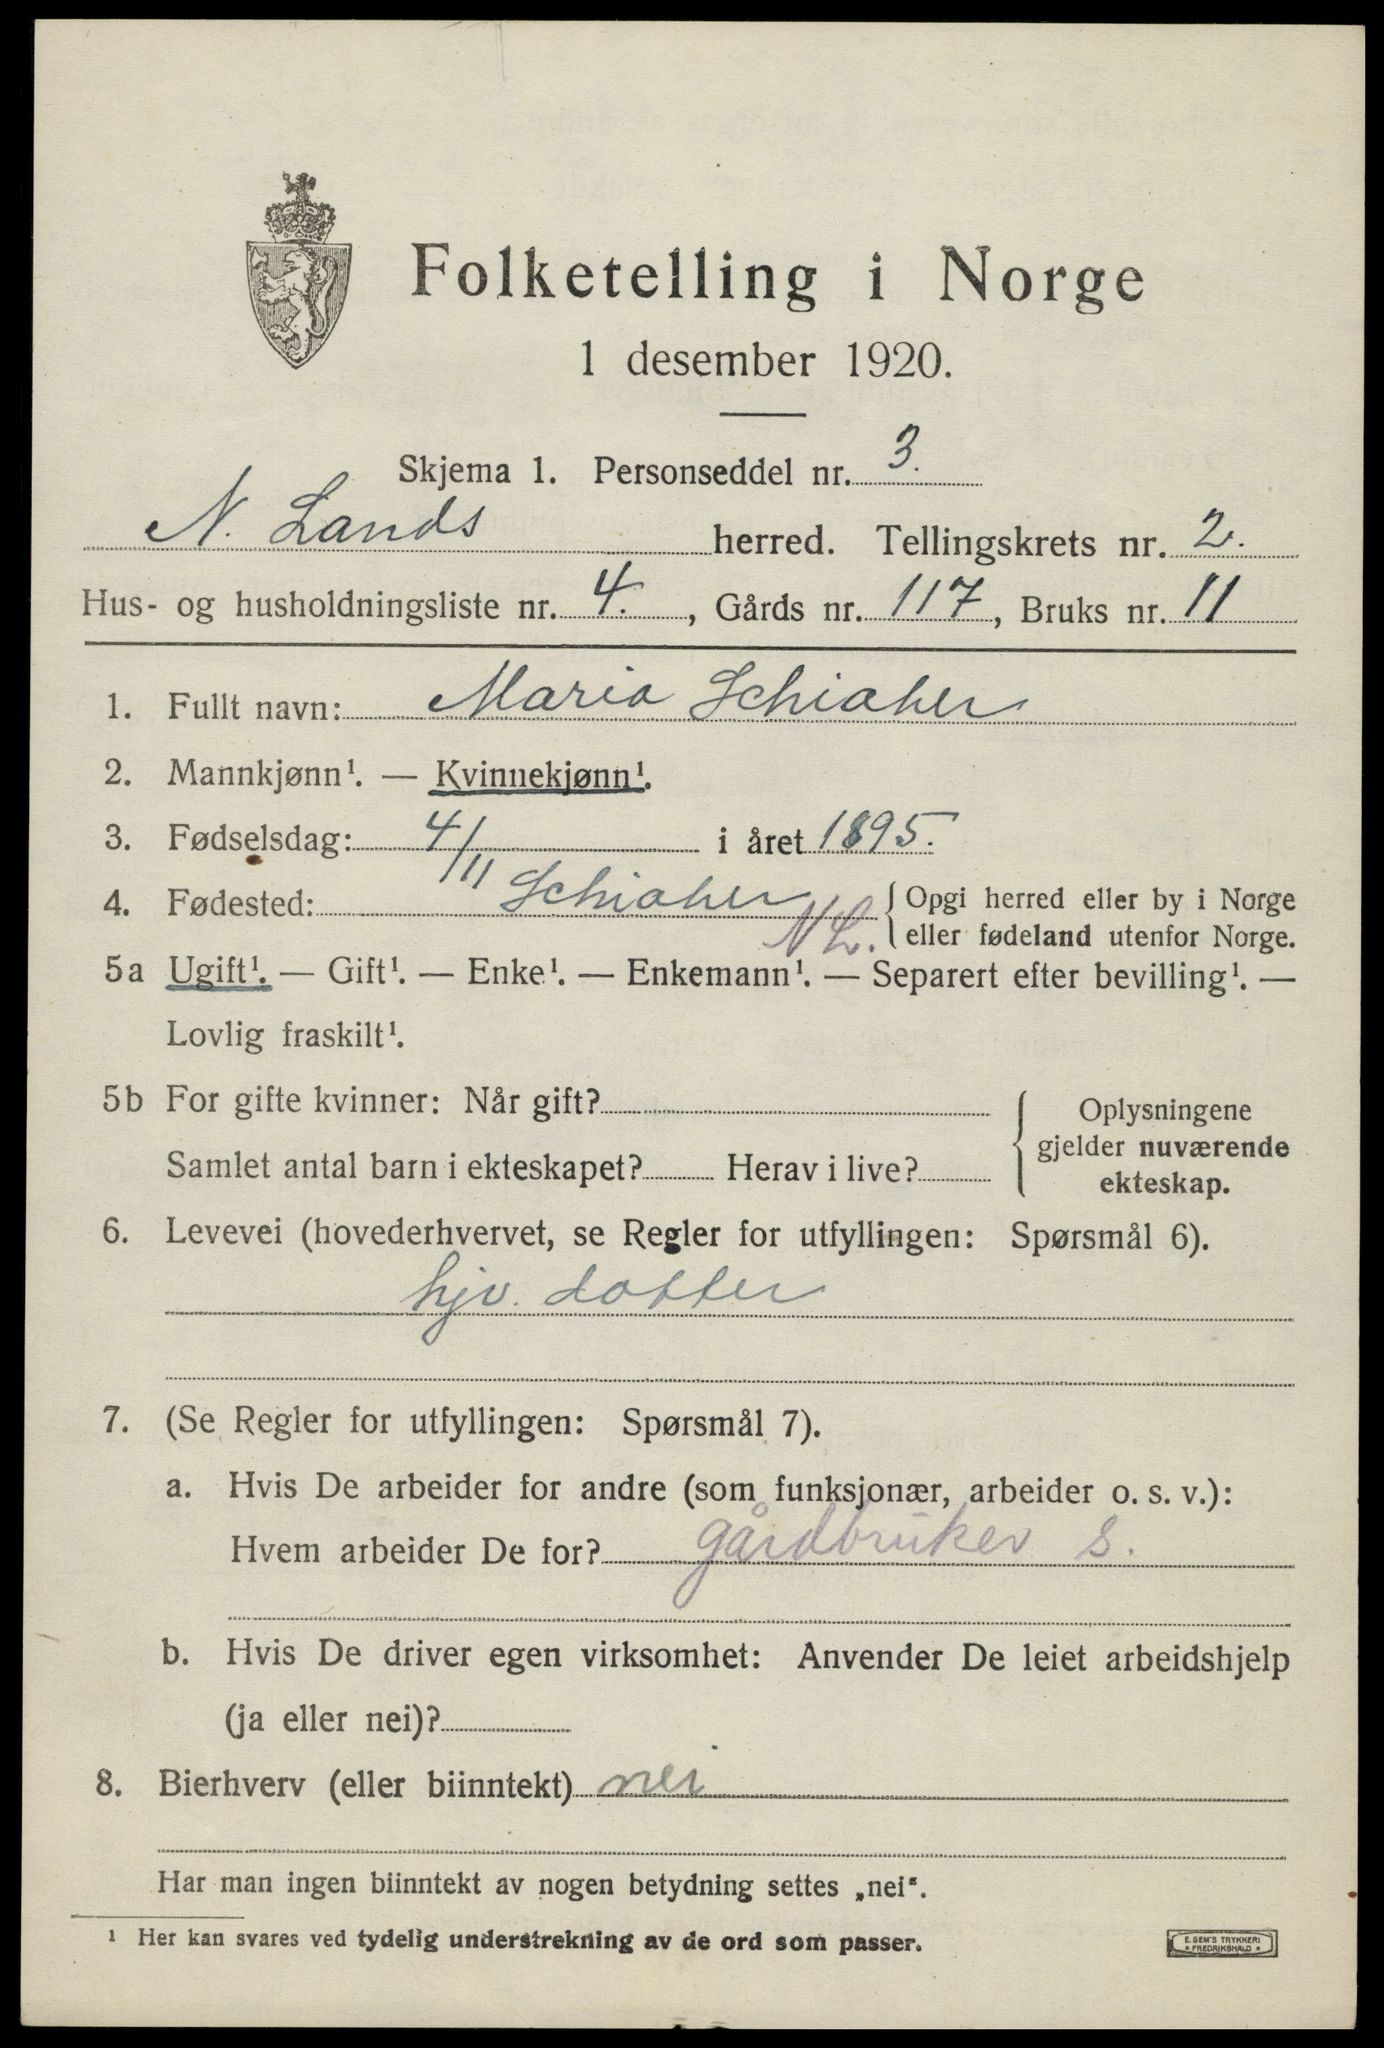 Folketelling i Norge
1 desember 1920.
Skjema 1. Personseddel nr. 3.
N. Lands herred. Tellingskrets nr. 2.
Hus- og husholdningsliste nr. 4., Gårds nr. 117, Bruks nr. 11
1. Fullt navn: Maria Schiaker
2. Mannkjønn¹. — Kvinnekjønn¹.
3. Fødselsdag: 4/11 i året 1895.
4. Fødested: Schiaker N L. { Opgi herred eller by i Norge
eller fødeland utenfor Norge.
5a Ugift¹. — Gift¹. — Enke¹. — Enkemann¹. — Separert efter bevilling¹. —
Lovlig fraskilt¹.
5b For gifte kvinner: Når gift?
Samlet antal barn i ekteskapet? Herav i live?
{ Oplysningene
gjelder nuværende
ekteskap.
6. Levevei (hovederhvervet, se Regler for utfyllingen: Spørsmål 6).
hjv. dotter
7. (Se Regler for utfyllingen: Spørsmål 7).
a. Hvis De arbeider for andre (som funksjonær, arbeider o. s. v.):
Hvem arbeider De for? gårdbruker s.
b. Hvis De driver egen virksomhet: Anvender De leiet arbeidshjelp
(ja eller nei)?
8. Bierhverv (eller biinntekt) nei
Har man ingen biinntekt av nogen betydning settes „nei".
¹ Her kan svares ved tydelig understrekning av de ord som passer.
E. SEM'S TRYKKERI
* FREDRIKSHALD *